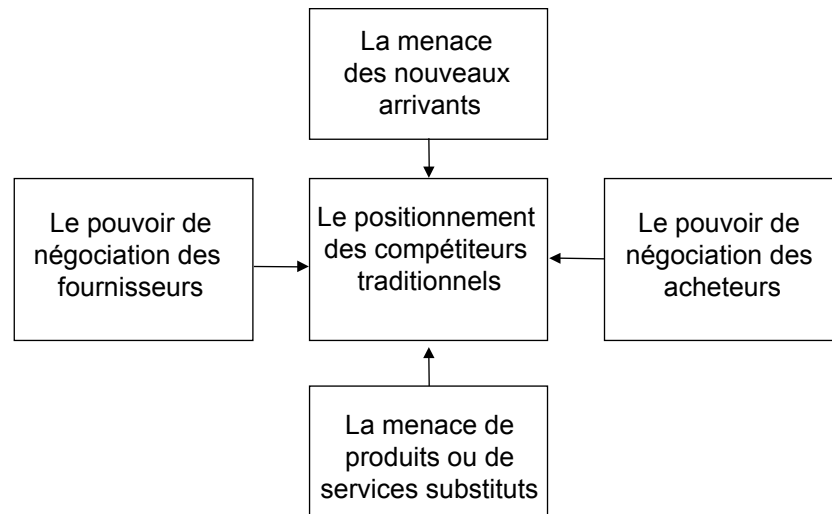 La menace
des nouveaux
arrivants
Le pouvoir de
négociation des
fournisseurs
Le positionnement
des compétiteurs
traditionnels
Le pouvoir de
négociation des
acheteurs
La menace de
produits ou de
services substituts